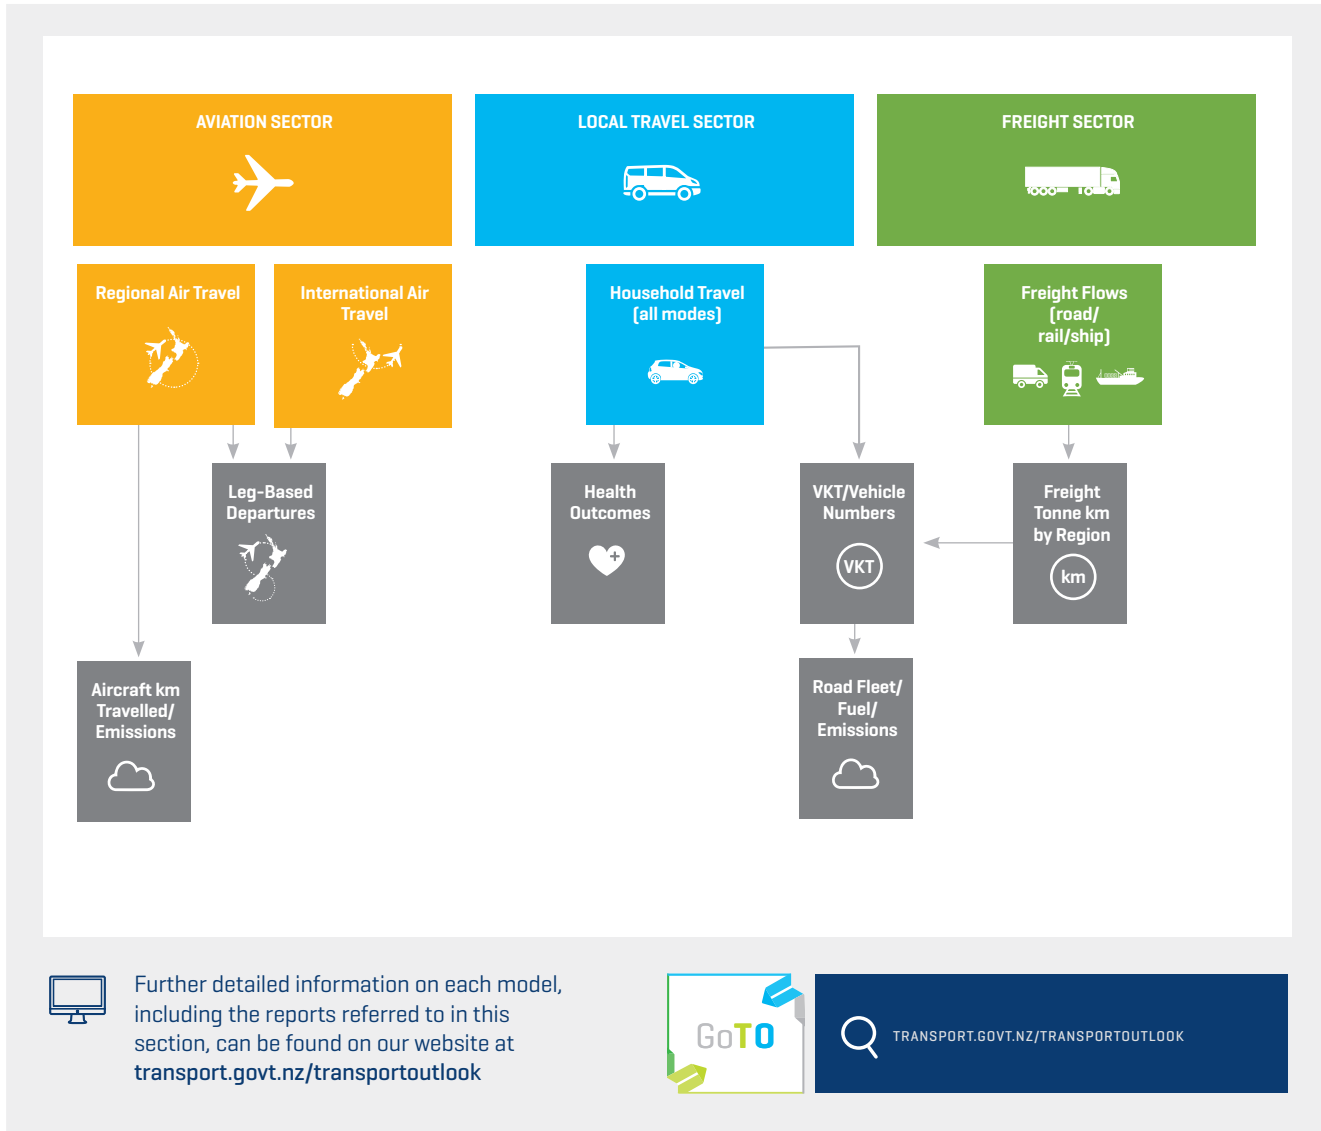 AVIATION SECTOR
LOCAL TRAVEL SECTOR
FREIGHT SECTOR
Regional Air Travel
International Air
Travel
Household Travel
(all modes)
Freight Flows
(road/
rail/ship)
Leg-Based
Departures
Health
Outcomes
VKT/Vehicle
Numbers
VKT
Freight
Tonne km
by Region
km
Aircraft km
Travelled/
Emissions
Road Fleet/
Fuel/
Emissions
Further detailed information on each model,
including the reports referred to in this
section, can be found on our website at
transport.govt.nz/transportoutlook
GoTO
TRANSPORT.GOVT.NZ/TRANSPORTOUTLOOK